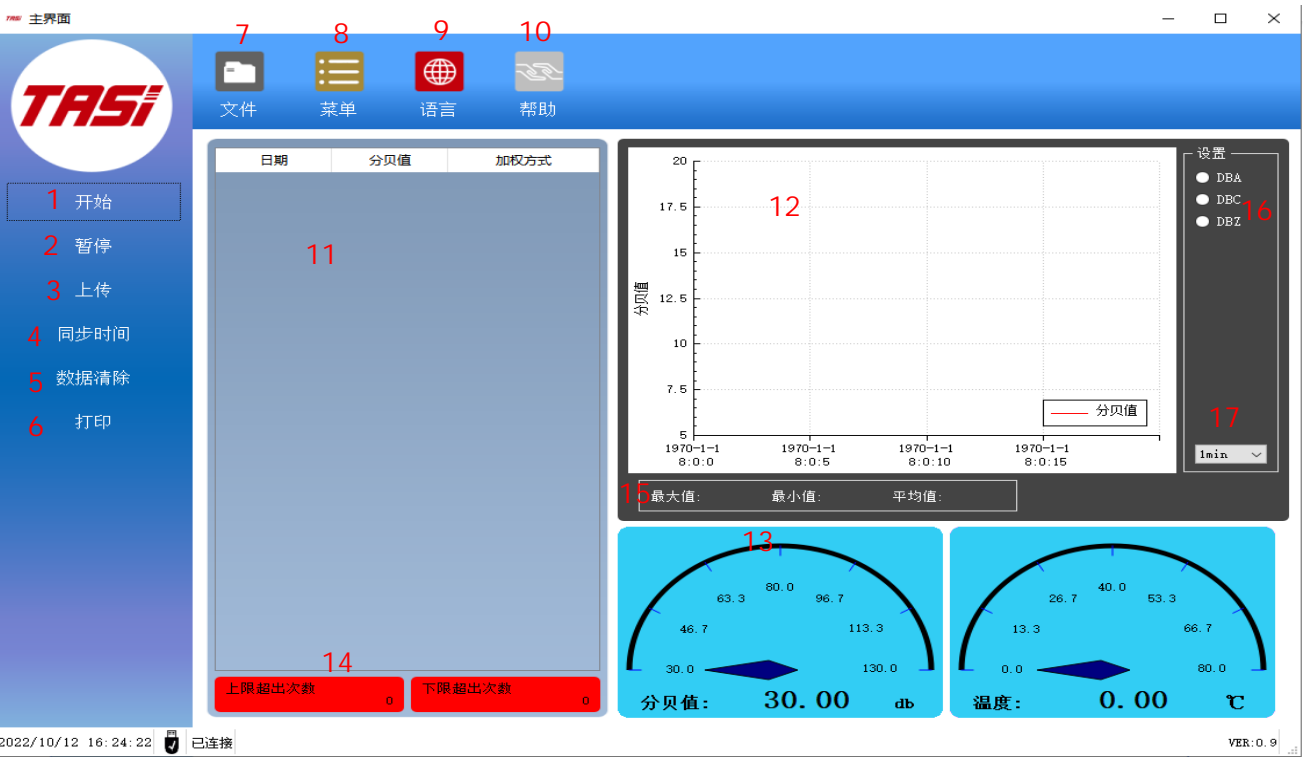 TASI 主界面
7 8 9 10
TASi
文件 菜单 语言 帮助
1 开始
2 暂停
3 上传
4 同步时间
5 数据清除
6 打印
日期 分贝值 加权方式
11
上限超出次数 0
14
下限超出次数 0
分贝值
20
17.5
15
12.5
10
7.5
5
12
分贝值
1970-1-1 1970-1-1 1970-1-1 1970-1-1
8:0:0 8:0:5 8:0:10 8:0:15
设置
DBA
DBC
16
DBZ
17
1min
15 最大值: 最小值: 平均值:
13
30.0 46.7 63.3 80.0 96.7 113.3 130.0
分贝值: 30.00 db
0.0 13.3 26.7 40.0 53.3 66.7 80.0
温度: 0.00 ℃
2022/10/12 16:24:22 已连接 VER:0.9